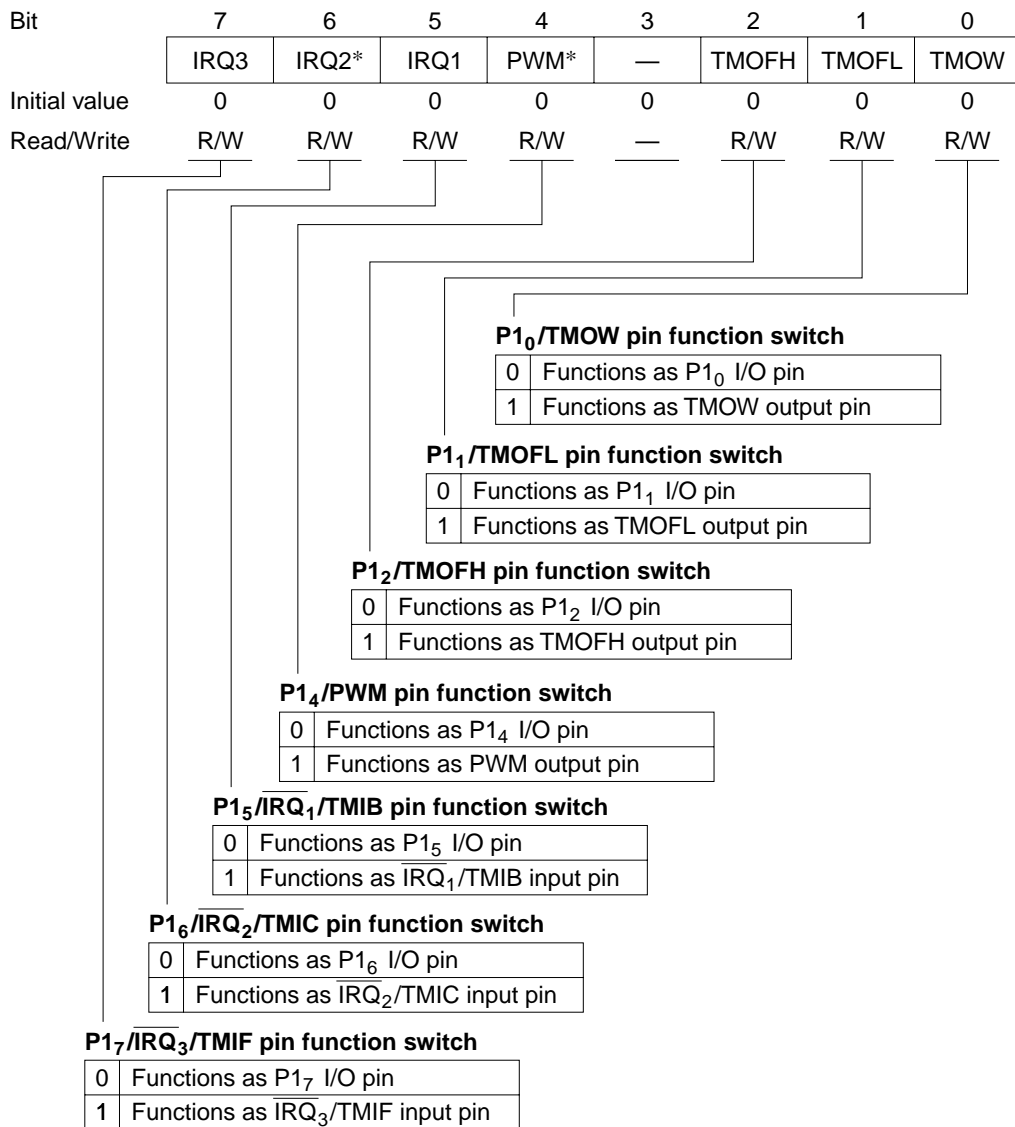 Bit 7 6 5 4 3 2 1 0
IRQ3 IRQ2* IRQ1 PWM* — TMOFH TMOFL TMOW
Initial value 0 0 0 0 0 0 0 0
Read/Write R/W R/W R/W R/W — R/W R/W R/W
P1₀/TMOW pin function switch
0 Functions as P1₀ I/O pin
1 Functions as TMOW output pin
P1₁/TMOFL pin function switch
0 Functions as P1₁ I/O pin
1 Functions as TMOFL output pin
P1₂/TMOFH pin function switch
0 Functions as P1₂ I/O pin
1 Functions as TMOFH output pin
P1₄/PWM pin function switch
0 Functions as P1₄ I/O pin
1 Functions as PWM output pin
P1₅/I̅R̅Q̅₁/TMIB pin function switch
0 Functions as P1₅ I/O pin
1 Functions as I̅R̅Q̅₁/TMIB input pin
P1₆/I̅R̅Q̅₂/TMIC pin function switch
0 Functions as P1₆ I/O pin
1 Functions as I̅R̅Q̅₂/TMIC input pin
P1₇/I̅R̅Q̅₃/TMIF pin function switch
0 Functions as P1₇ I/O pin
1 Functions as I̅R̅Q̅₃/TMIF input pin